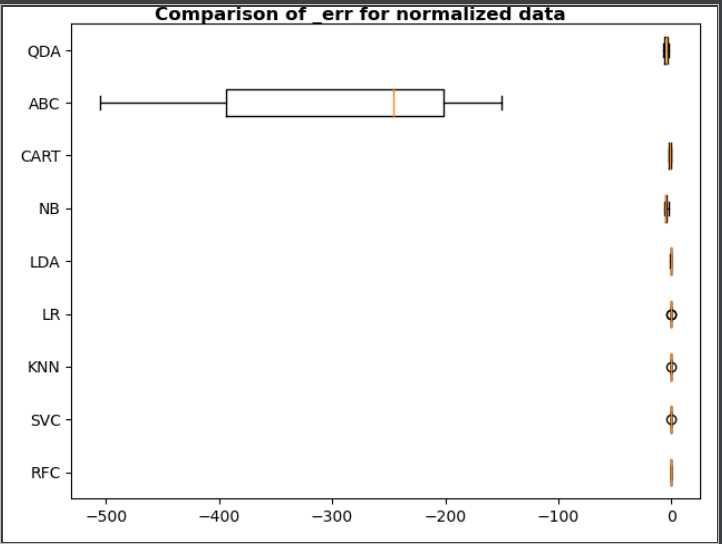 Comparison of _err for normalized data
QDA
ABC
CART
NB
LDA
LR
KNN
SVC
RFC
−500 −400 −300 −200 −100 0